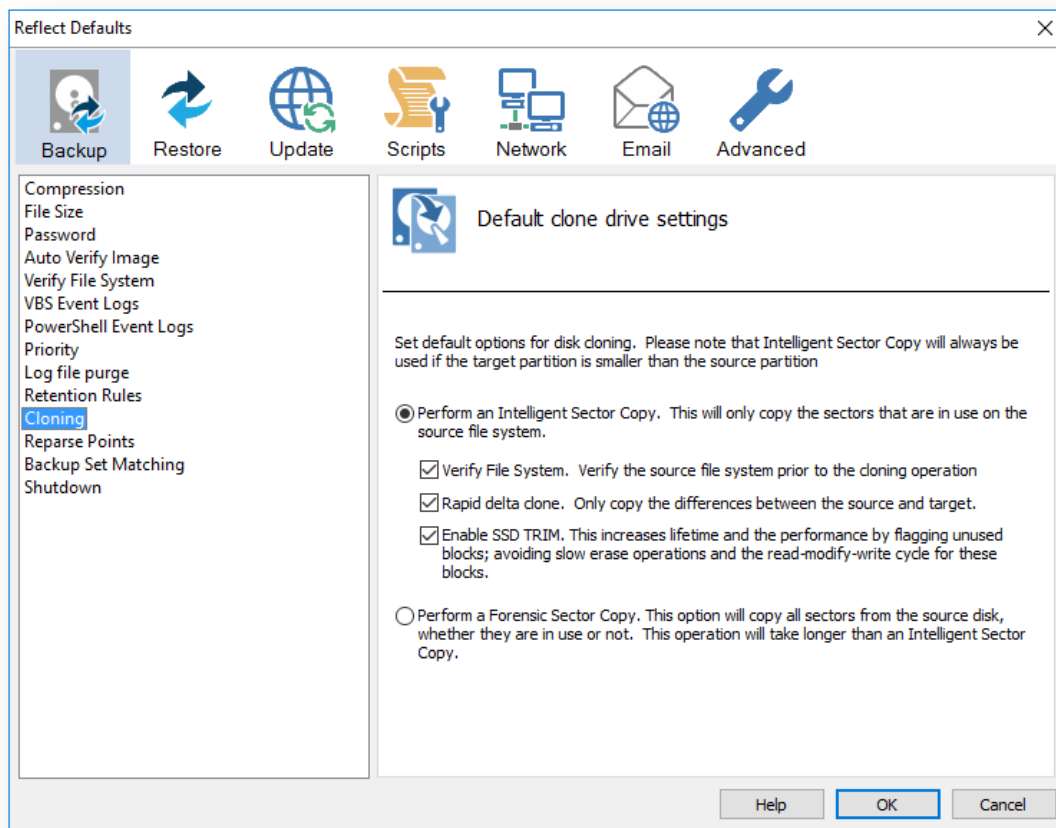 Reflect Defaults
Backup
Restore
Update
Scripts
Network
Email
Advanced
Compression
File Size
Password
Auto Verify Image
Verify File System
VBS Event Logs
PowerShell Event Logs
Priority
Log file purge
Retention Rules
Cloning
Reparse Points
Backup Set Matching
Shutdown
Default clone drive settings
Set default options for disk cloning.  Please note that Intelligent Sector Copy will always be
used if the target partition is smaller than the source partition
Perform an Intelligent Sector Copy.  This will only copy the sectors that are in use on the
source file system.
Verify File System.  Verify the source file system prior to the cloning operation
Rapid delta clone.  Only copy the differences between the source and target.
Enable SSD TRIM. This increases lifetime and the performance by flagging unused
blocks; avoiding slow erase operations and the read-modify-write cycle for these
blocks.
Perform a Forensic Sector Copy. This option will copy all sectors from the source disk,
whether they are in use or not.  This operation will take longer than an Intelligent Sector
Copy.
Help
OK
Cancel